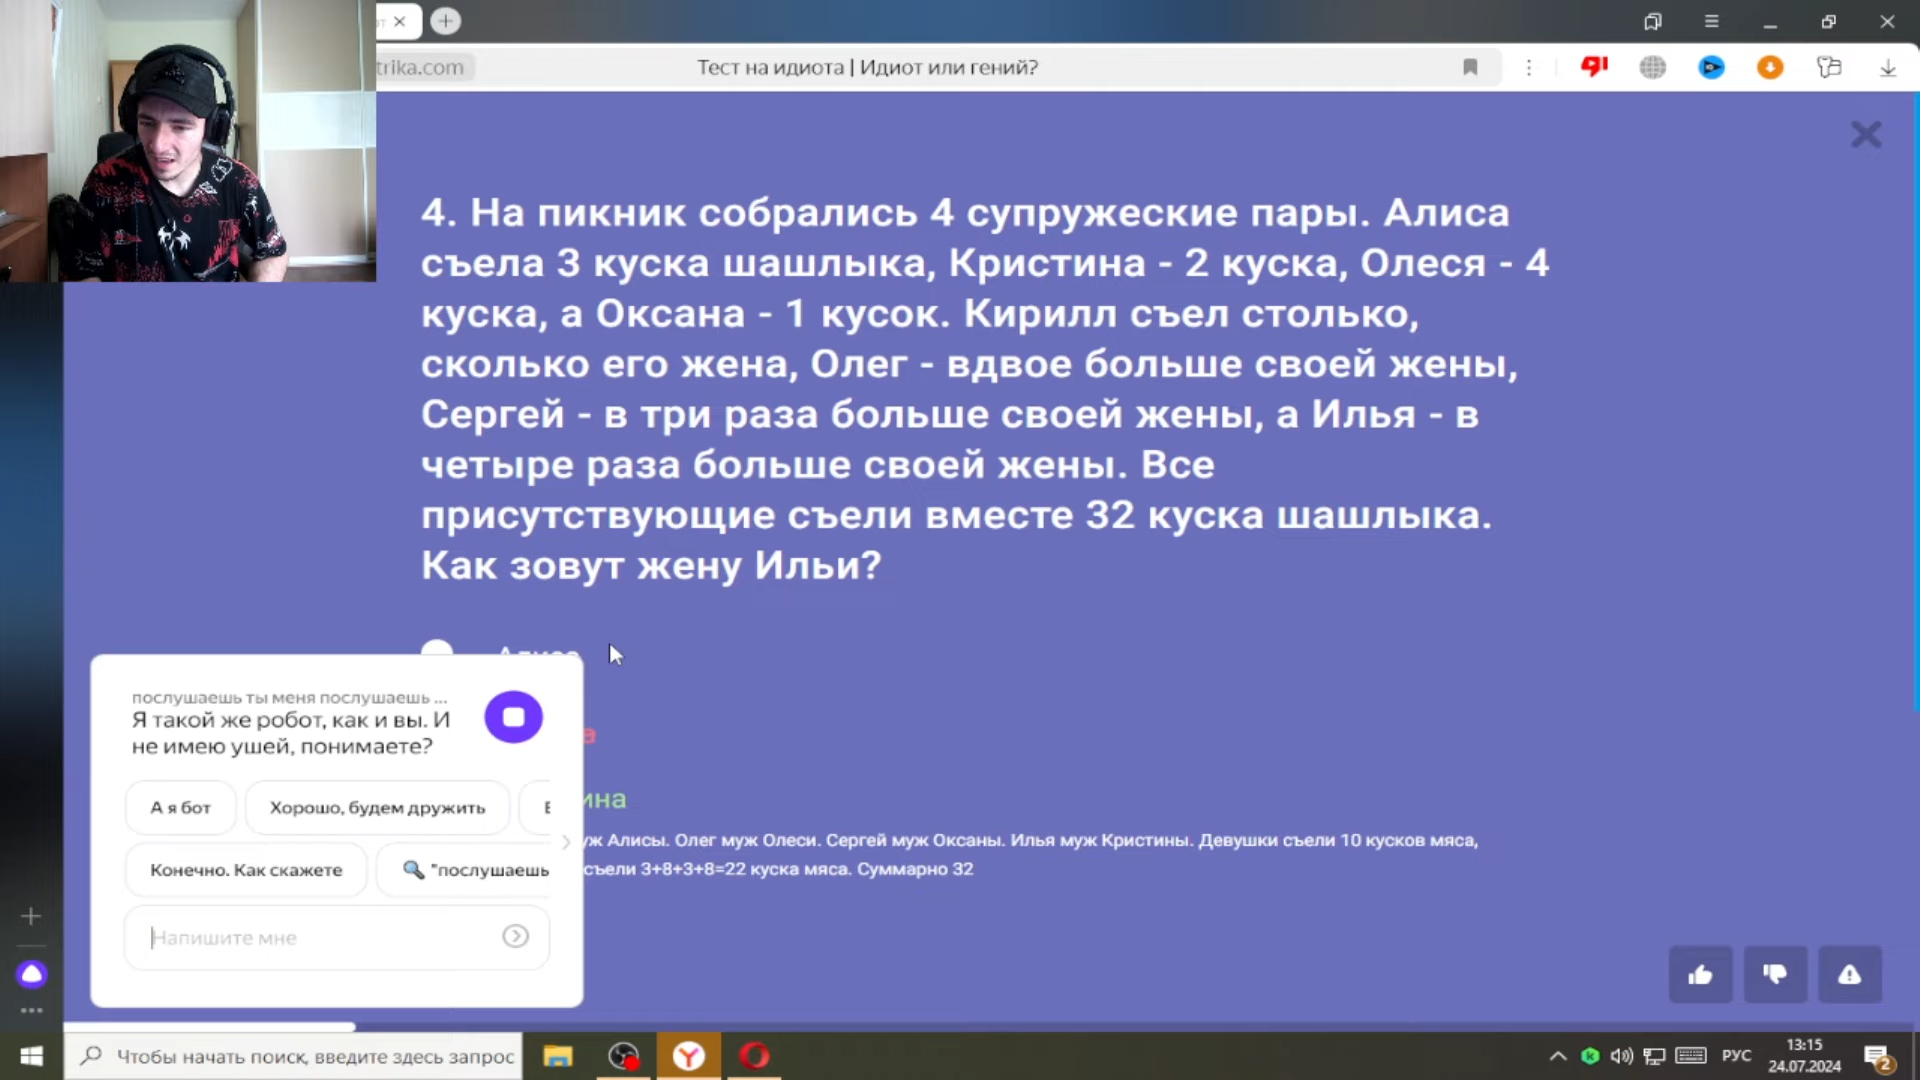 trika.com
Тест на идиота | Идиот или гений?
4. На пикник собрались 4 супружеские пары. Алиса
съела 3 куска шашлыка, Кристина - 2 куска, Олеся - 4
куска, а Оксана - 1 кусок. Кирилл съел столько,
сколько его жена, Олег - вдвое больше своей жены,
Сергей - в три раза больше своей жены, а Илья - в
четыре раза больше своей жены. Все
присутствующие съели вместе 32 куска шашлыка.
Как зовут жену Ильи?
Алиса
а
ина
уж Алисы. Олег муж Олеси. Сергей муж Оксаны. Илья муж Кристины. Девушки съели 10 кусков мяса,
съели 3+8+3+8=22 куска мяса. Суммарно 32
послушаешь ты меня послушаешь ...
Я такой же робот, как и вы. И
не имею ушей, понимаете?
А я бот
Хорошо, будем дружить
Конечно. Как скажете
"послушаешь
Напишите мне
Чтобы начать поиск, введите здесь запрос
РУС
13:15
24.07.2024
2